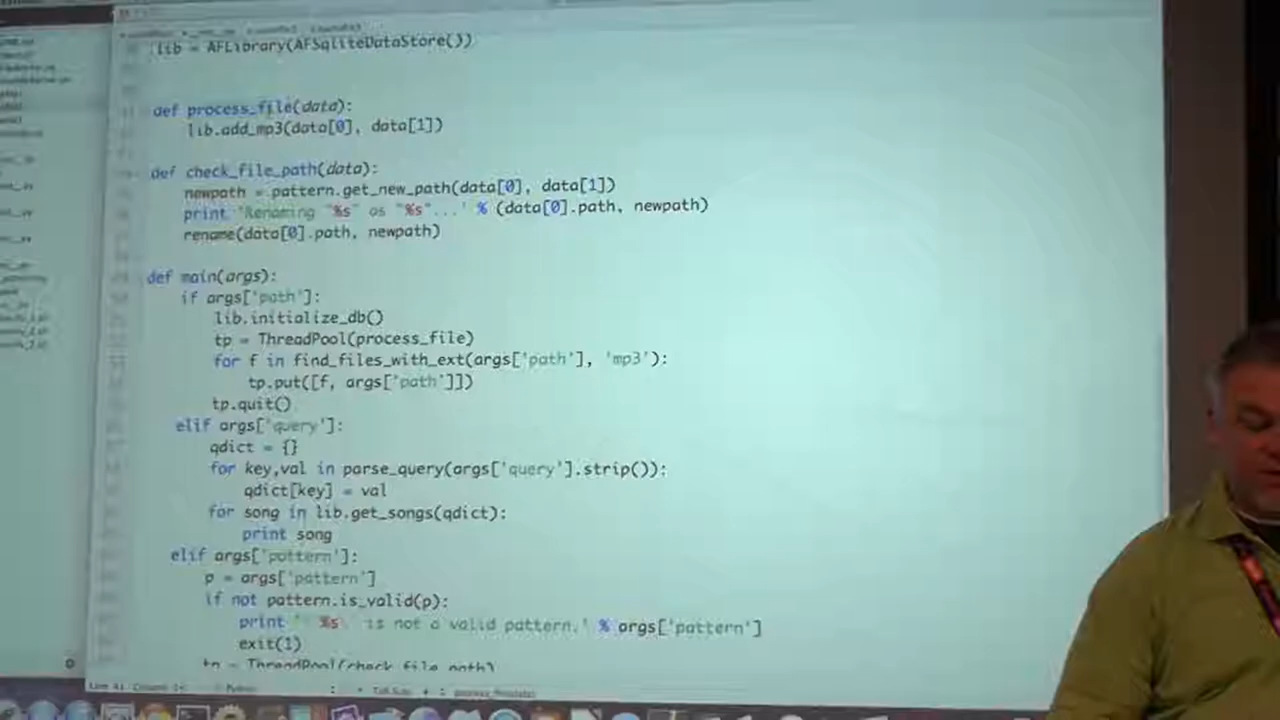 lib = AFLibrary(AFSqliteDataStore())
def process_file(data):
lib.add_mp3(data[0], data[1])
def check_file_path(data):
newpath = pattern.get_new_path(data[0], data[1])
print 'Renaming "%s" as "%s"...' % (data[0].path, newpath)
rename(data[0].path, newpath)
def main(args):
if args['path']:
lib.initialize_db()
tp = ThreadPool(process_file)
for f in find_files_with_ext(args['path'], 'mp3'):
tp.put([f, args['path']])
tp.quit()
elif args['query']:
qdict = {}
for key,val in parse_query(args['query'].strip()):
qdict[key] = val
for song in lib.get_songs(qdict):
print song
elif args['pattern']:
p = args['pattern']
if not pattern.is_valid(p):
print ' %s is not a valid pattern.' % args['pattern']
exit(1)
tp = ThreadPool(check_file_path)